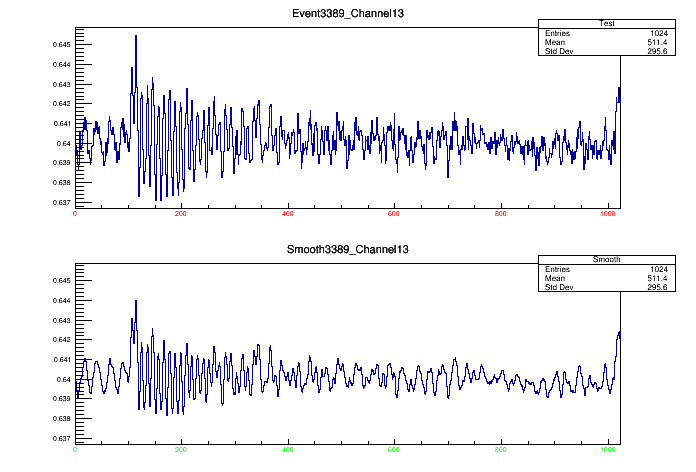 Event3389_Channel13
Test
Entries 1024
Mean 511.4
Std Dev 295.6
0.645
0.644
0.643
0.642
0.641
0.64
0.639
0.638
0.637
0 200 400 600 800 1000
Smooth3389_Channel13
Smooth
Entries 1024
Mean 511.4
Std Dev 295.6
0.645
0.644
0.643
0.642
0.641
0.64
0.639
0.638
0.637
0 200 400 600 800 1000